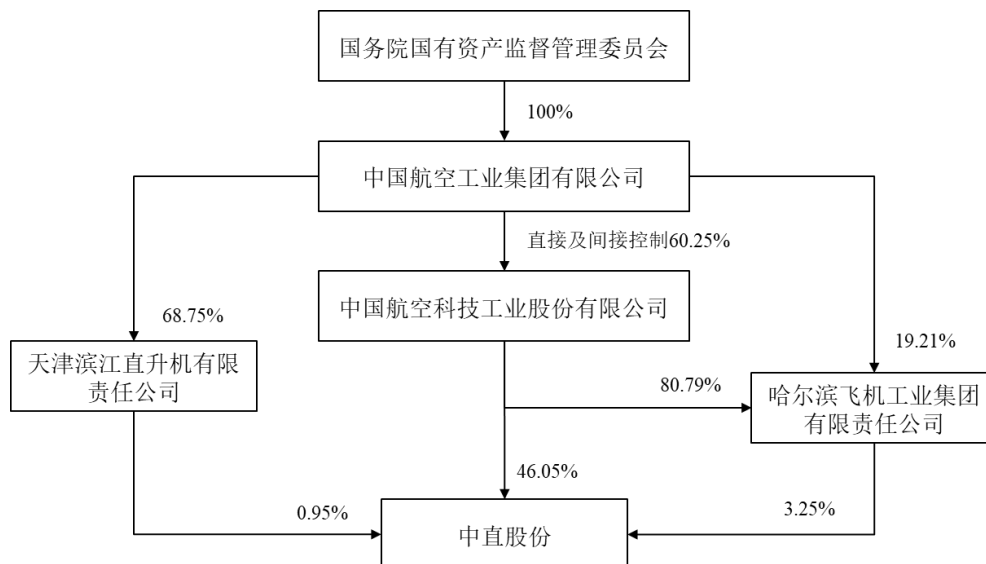 国务院国有资产监督管理委员会
100%
中国航空工业集团有限公司
直接及间接控制60.25%
中国航空科技工业股份有限公司
68.75%
天津滨江直升机有限
责任公司
19.21%
80.79%
哈尔滨飞机工业集团
有限责任公司
46.05%
0.95%
3.25%
中直股份